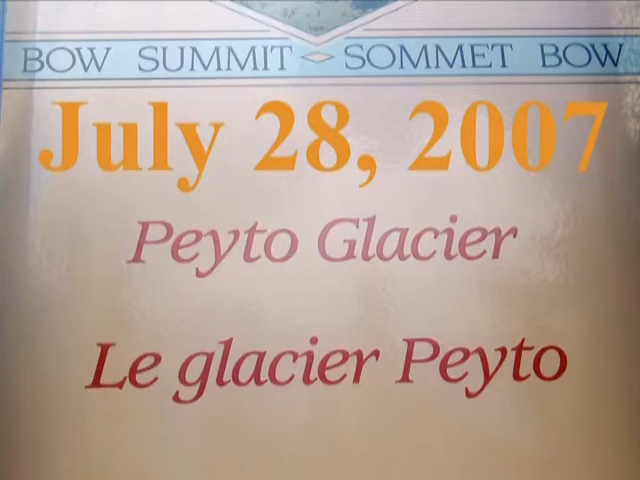 BOW SUMMIT SOMMET BOW
July 28, 2007
Peyto Glacier
Le glacier Peyto